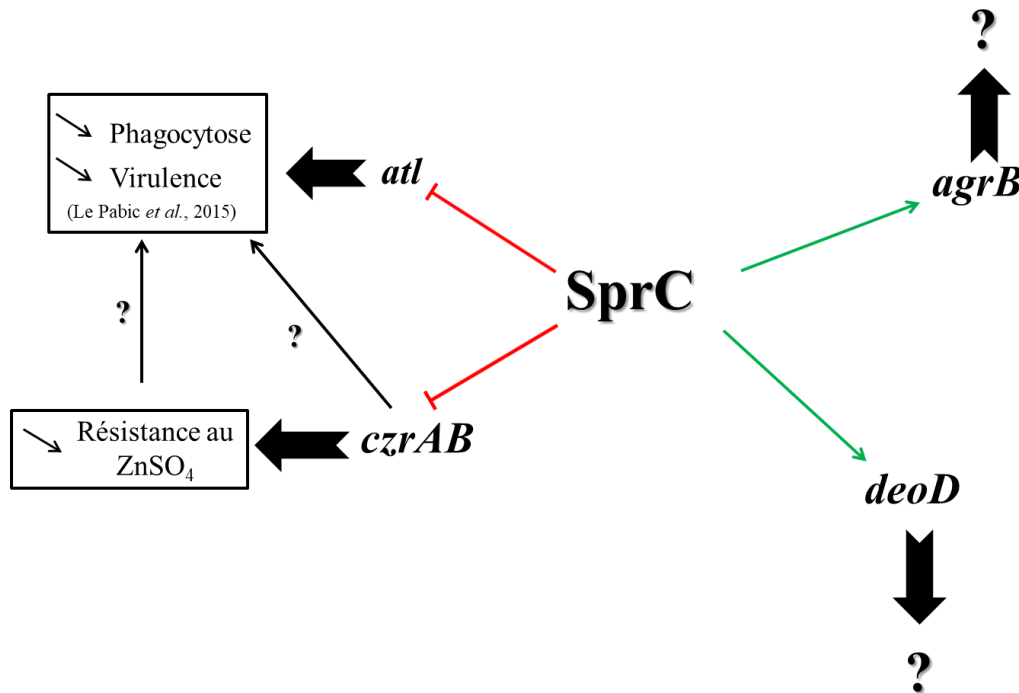 ?
Phagocytose
Virulence
(Le Pabic et al., 2015)
atl
agrB
SprC
?
?
Résistance au
ZnSO₄
czrAB
deoD
?